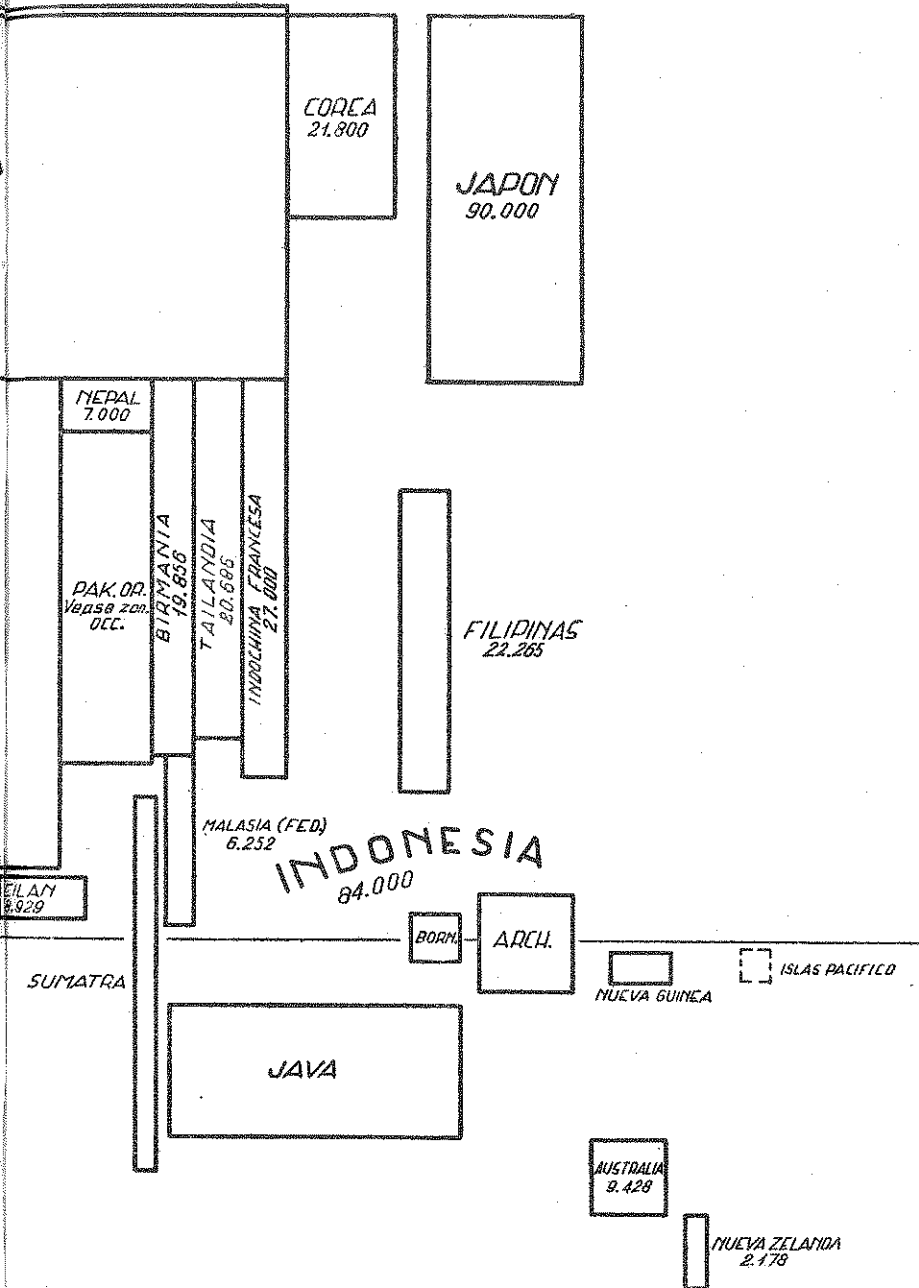 COREA
21.800
JAPON
90.000
NEPAL
7.000
PAK. OR.
Vease zon.
OCC.
BIRMANIA
19.856
TAILANDIA
20.686
INDOCHINA FRANCESA
27.000
FILIPINAS
22.265
MALASIA (FED.)
6.252
INDONESIA
84.000
EILAN
.929
BORN.
ARCH.
SUMATRA
NUEVA GUINEA
ISLAS PACIFICO
JAVA
AUSTRALIA
9.428
NUEVA ZELANDA
2.178